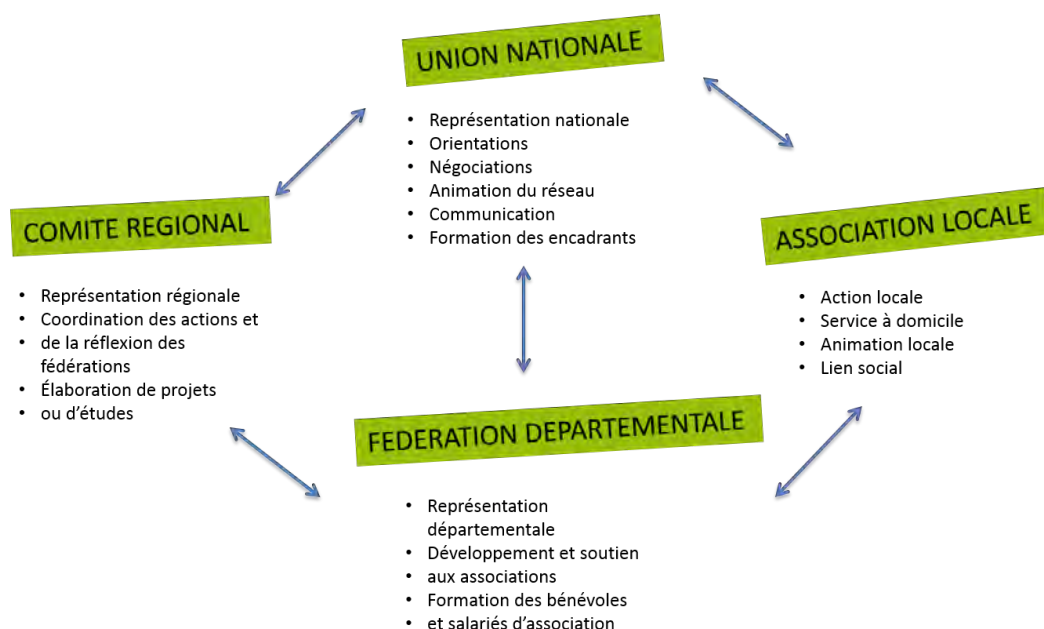 UNION NATIONALE
• Représentation nationale
• Orientations
• Négociations
• Animation du réseau
• Communication
• Formation des encadrants
COMITE REGIONAL
• Représentation régionale
• Coordination des actions et
• de la réflexion des
fédérations
• Élaboration de projets
• ou d'études
ASSOCIATION LOCALE
• Action locale
• Service à domicile
• Animation locale
• Lien social
FEDERATION DEPARTEMENTALE
• Représentation
départementale
• Développement et soutien
• aux associations
• Formation des bénévoles
• et salariés d'association